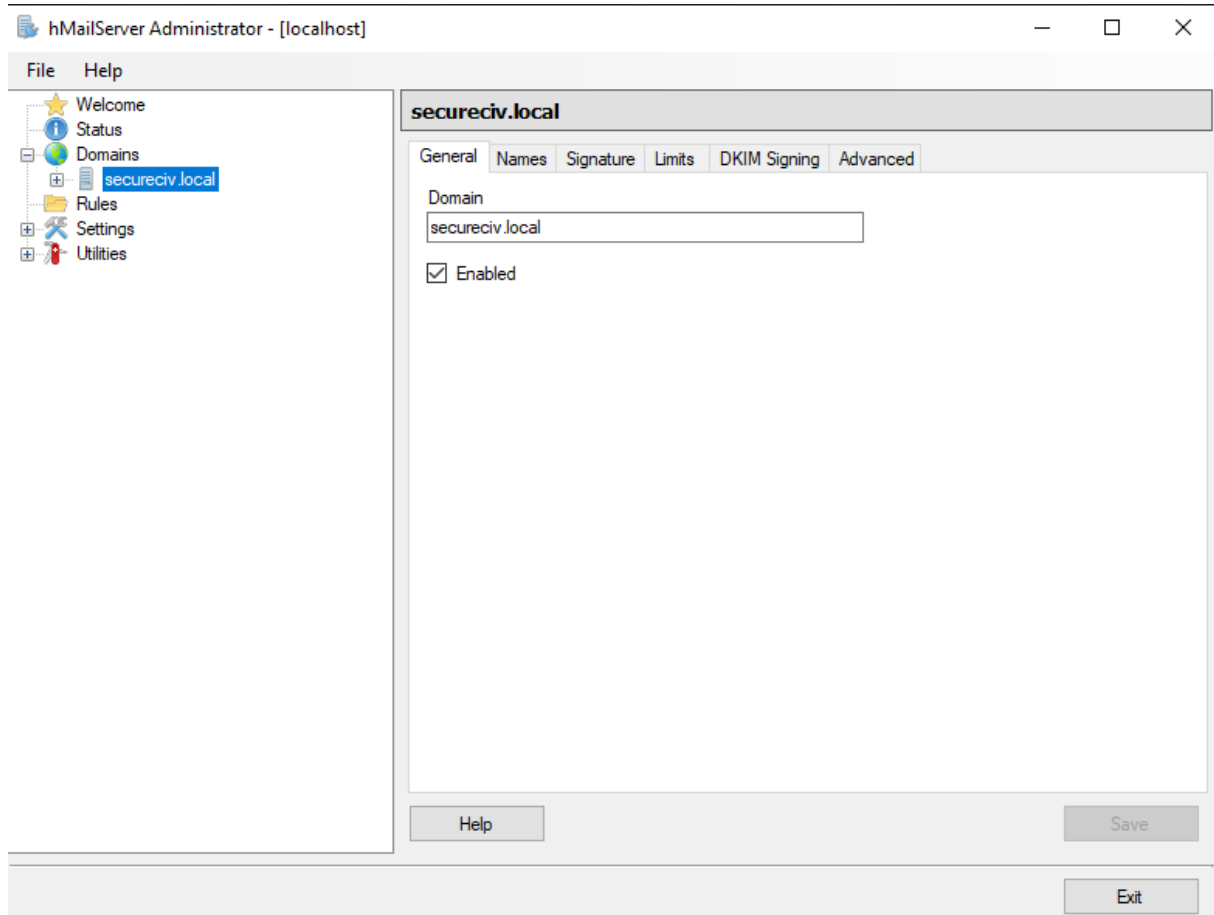 hMailServer Administrator - [localhost]
File Help
Welcome
Status
Domains
secureciv.local
Rules
Settings
Utilities
secureciv.local
General Names Signature Limits DKIM Signing Advanced
Domain
secureciv.local
Enabled
Help Save
Exit